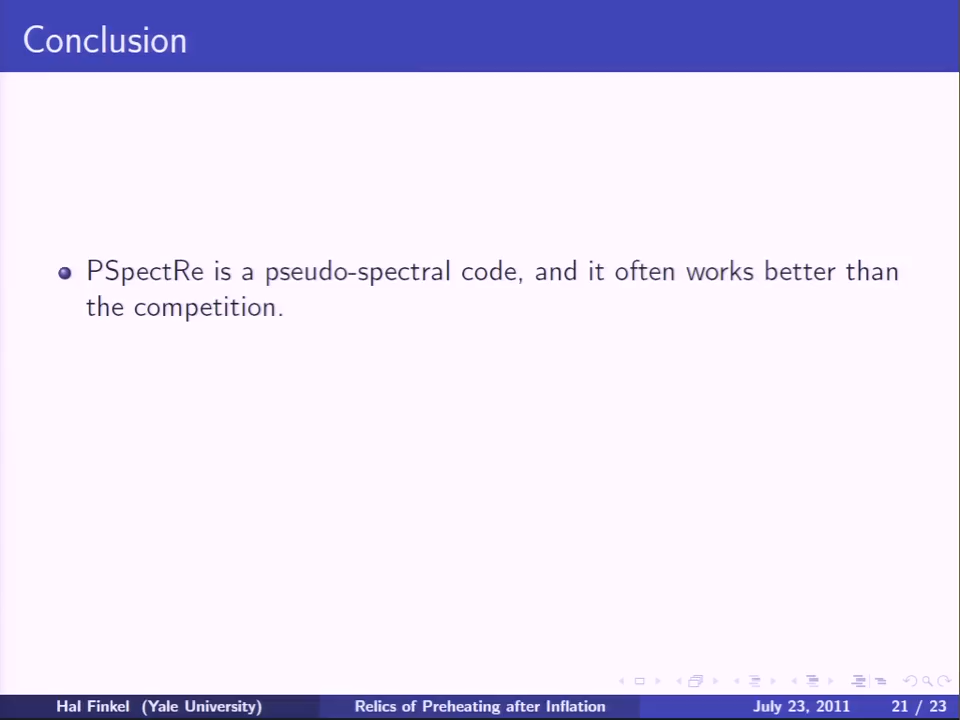 Conclusion
PSpectRe is a pseudo-spectral code, and it often works better than
the competition.
Hal Finkel (Yale University) Relics of Preheating after Inflation July 23, 2011 21 / 23